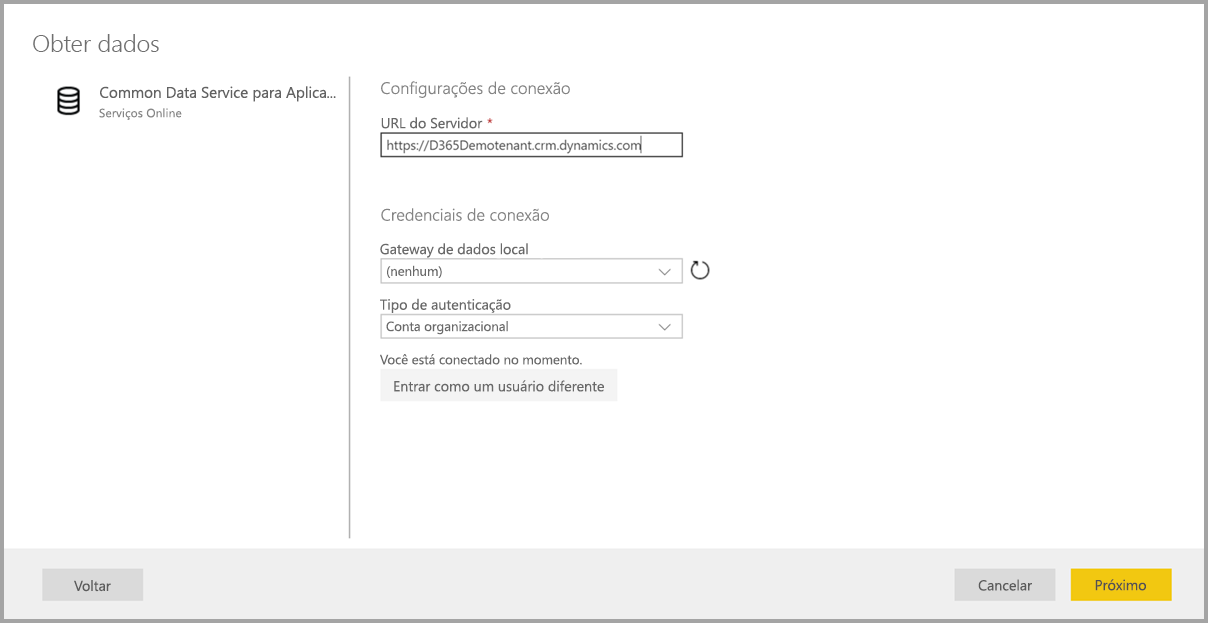 Obter dados
Common Data Service para Aplica...
Serviços Online
Configurações de conexão
URL do Servidor *
https://D365Demotenant.crm.dynamics.com
Credenciais de conexão
Gateway de dados local
(nenhum)
Tipo de autenticação
Conta organizacional
Você está conectado no momento.
Entrar como um usuário diferente
Voltar
Cancelar
Próximo